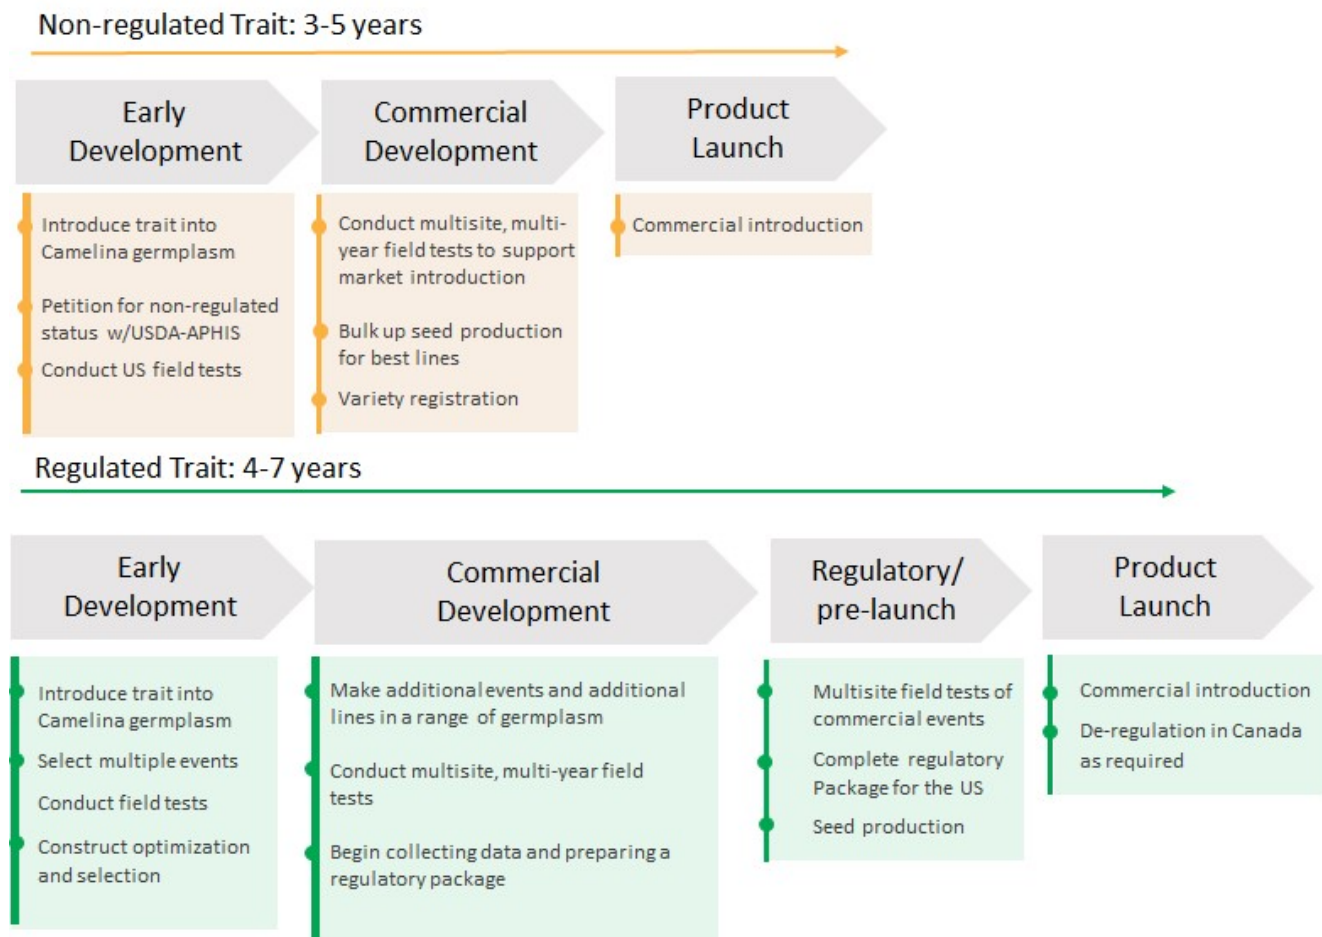 Non-regulated Trait: 3-5 years
Early
Development
Commercial
Development
Product
Launch
Introduce trait into
Camelina germplasm
Petition for non-regulated
status w/USDA-APHIS
Conduct US field tests
Conduct multisite, multi-
year field tests to support
market introduction
Bulk up seed production
for best lines
Variety registration
Commercial introduction
Regulated Trait: 4-7 years
Early
Development
Commercial
Development
Regulatory/
pre-launch
Product
Launch
Introduce trait into
Camelina germplasm
Select multiple events
Conduct field tests
Construct optimization
and selection
Make additional events and additional
lines in a range of germplasm
Conduct multisite, multi-year field
tests
Begin collecting data and preparing a
regulatory package
Multisite field tests of
commercial events
Complete regulatory
Package for the US
Seed production
Commercial introduction
De-regulation in Canada
as required